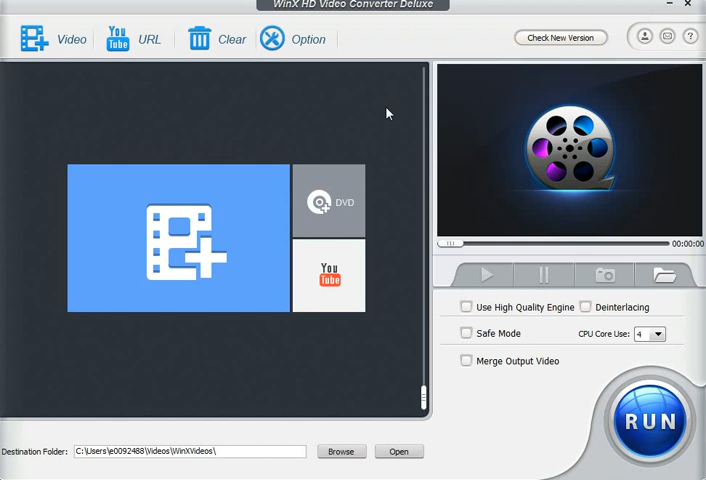 WinX HD Video Converter Deluxe
Video
You Tube URL
Clear
Option
Check New Version
?
DVD
You
Tube
00:00:00
Use High Quality Engine
Deinterlacing
Safe Mode
CPU Core Use: 4
Merge Output Video
RUN
Destination Folder: C:\Users\e0092488\Videos\WinXVideos\ Browse Open